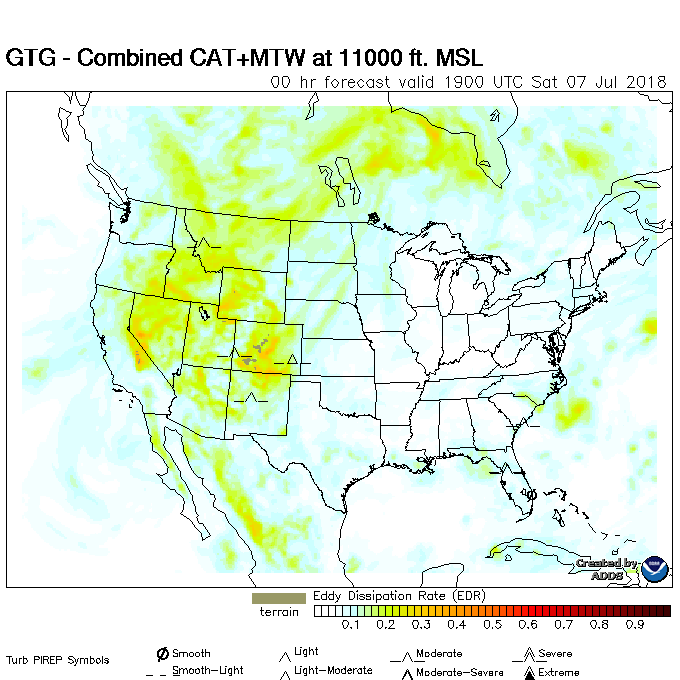 GTG - Combined CAT+MTW at 11000 ft. MSL
00 hr forecast valid 1900 UTC Sat 07 Jul 2018
Created by
ADDS
terrain
Eddy Dissipation Rate (EDR)
0.1 0.2 0.3 0.4 0.5 0.6 0.7 0.8 0.9
Turb PIREP Symbols
Smooth Light Moderate Severe
Smooth-Light Light-Moderate Moderate-Severe Extreme